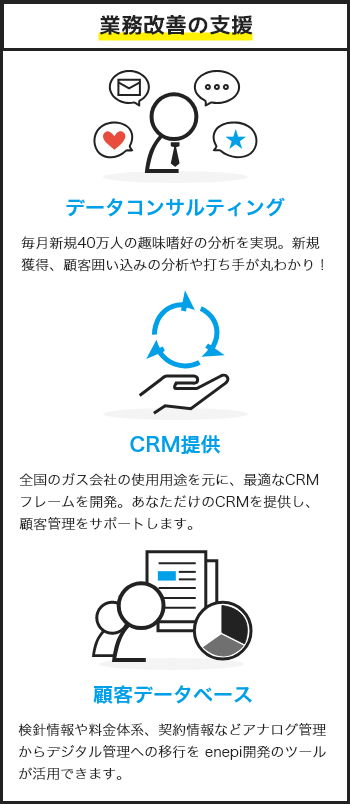 業務改善の支援
データコンサルティング
毎月新規40万人の趣味嗜好の分析を実現。新規
獲得、顧客囲い込みの分析や打ち手が丸わかり！
CRM提供
全国のガス会社の使用用途を元に、最適なCRM
フレームを開発。あなただけのCRMを提供し、
顧客管理をサポートします。
顧客データベース
検針情報や料金体系、契約情報などアナログ管理
からデジタル管理への移行を enepi開発のツール
が活用できます。